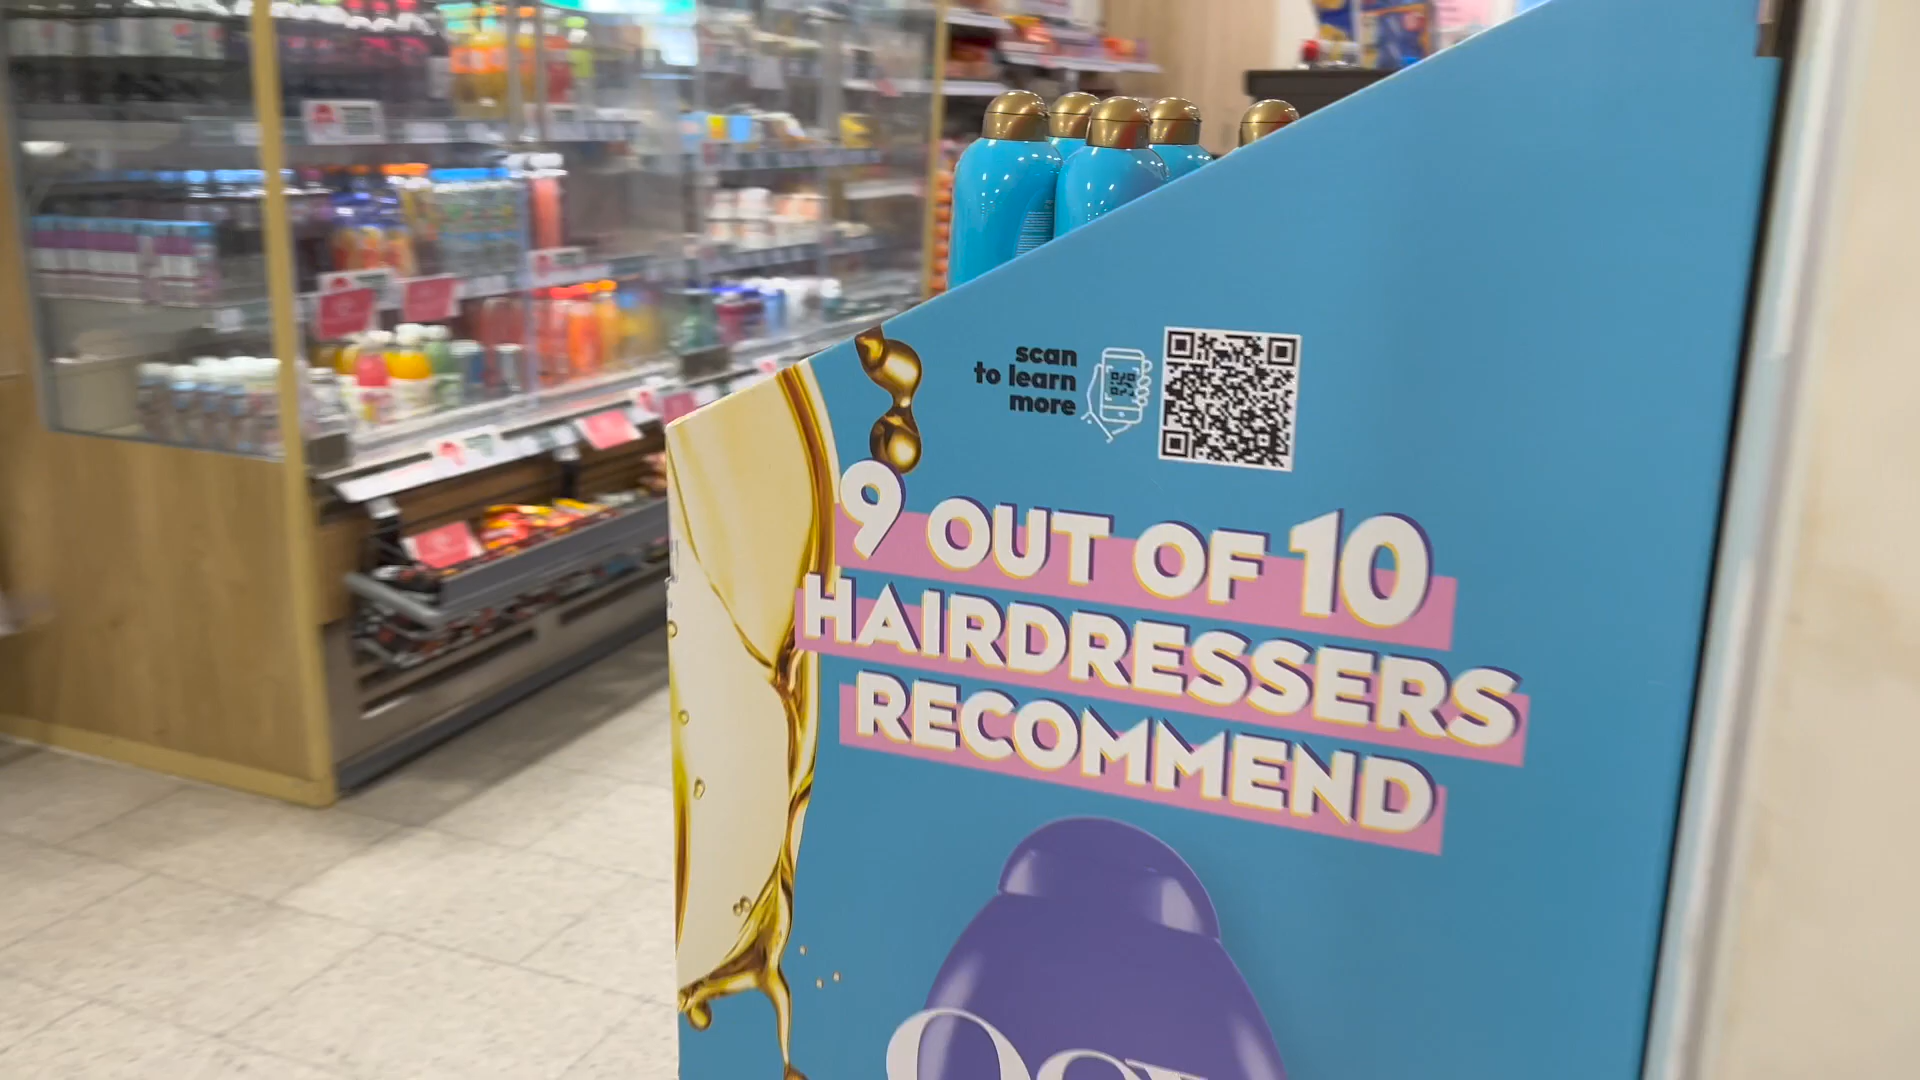 scan
to learn
more
9 OUT OF 10
HAIRDRESSERS
RECOMMEND